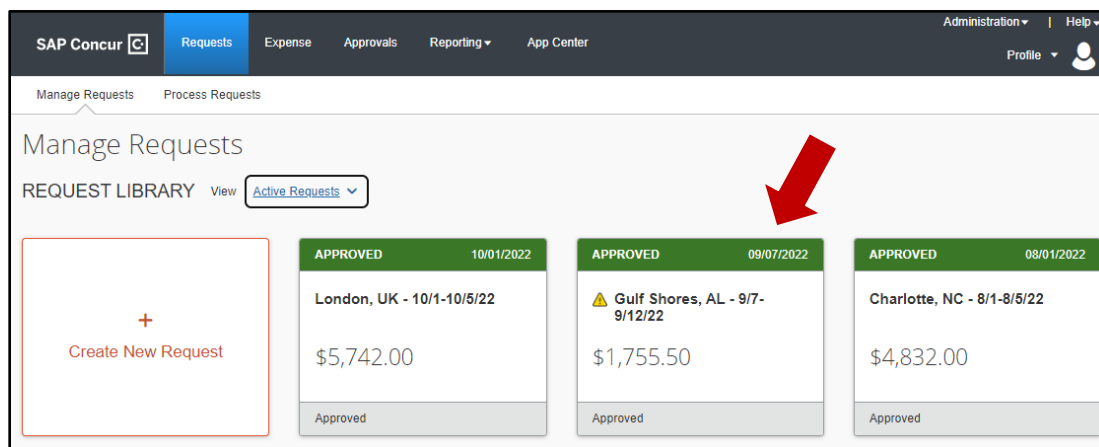 Administration | Help
SAP Concur C Requests Expense Approvals Reporting App Center
Profile
Manage Requests Process Requests
Manage Requests
REQUEST LIBRARY View Active Requests
APPROVED 10/01/2022
London, UK - 10/1-10/5/22
$5,742.00
Approved
APPROVED 09/07/2022
Gulf Shores, AL - 9/7-
9/12/22
$1,755.50
Approved
APPROVED 08/01/2022
Charlotte, NC - 8/1-8/5/22
$4,832.00
Approved
+
Create New Request